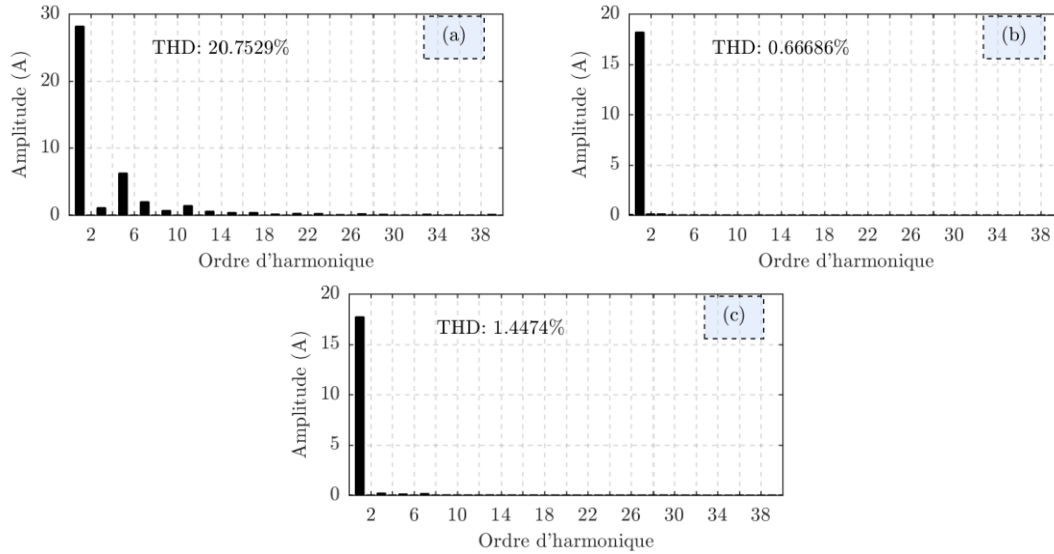 30
20
10
0
Amplitude (A)
THD: 20.7529%
(a)
2 6 10 14 18 22 26 30 34 38
Ordre d'harmonique
20
15
10
5
0
Amplitude (A)
THD: 0.66686%
(b)
2 6 10 14 18 22 26 30 34 38
Ordre d'harmonique
20
15
10
5
0
Amplitude (A)
THD: 1.4474%
(c)
2 6 10 14 18 22 26 30 34 38
Ordre d'harmonique